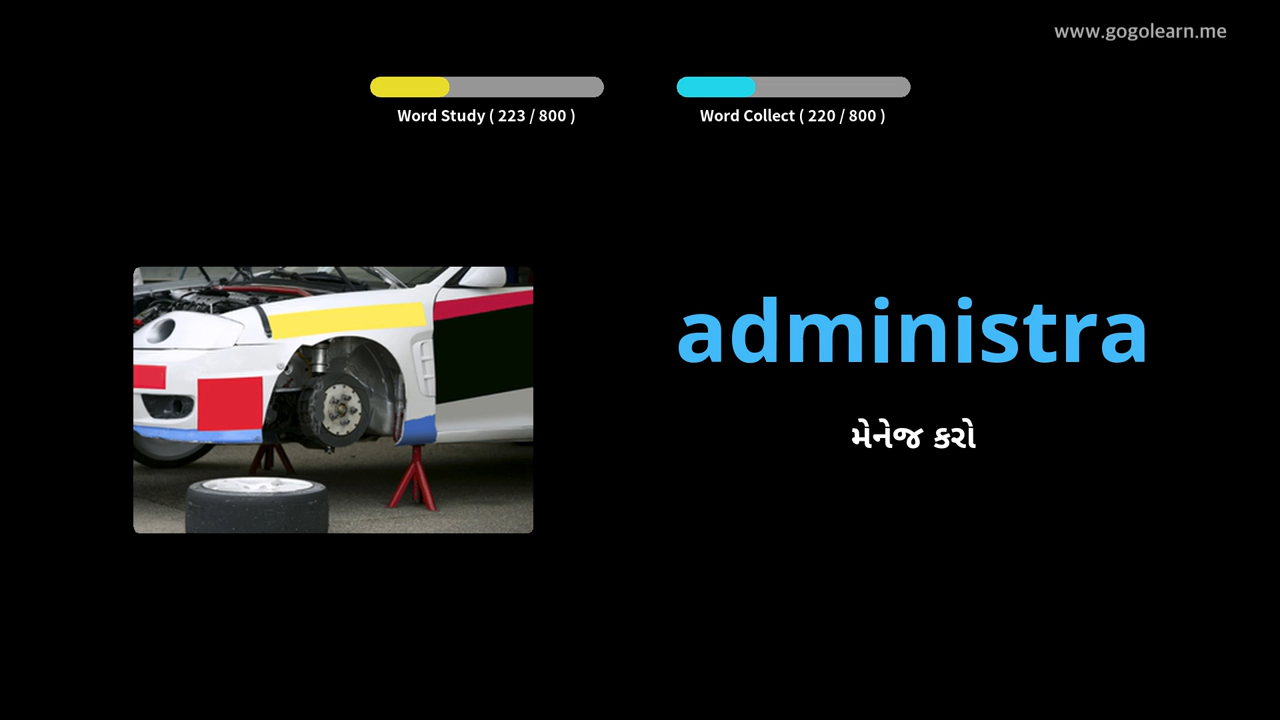 www.gogolearn.me
Word Study ( 223 / 800 )
Word Collect ( 220 / 800 )
administra
મેનેજ કરો